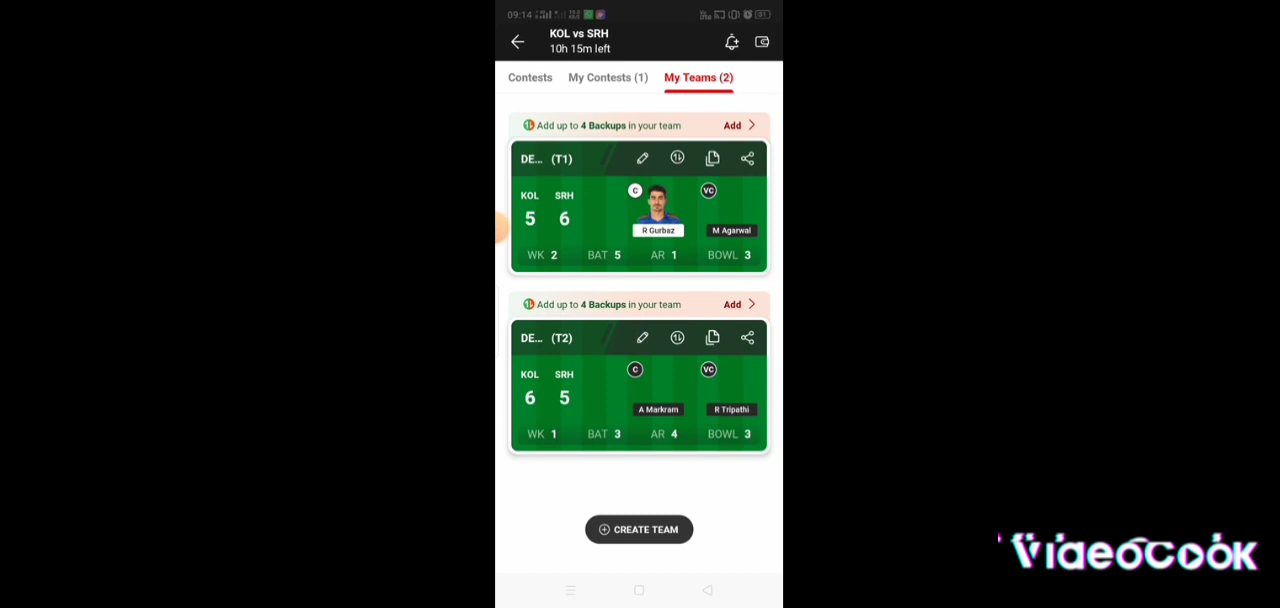 09:14
KOL vs SRH
10h 15m left
Contests My Contests (1) My Teams (2)
Add up to 4 Backups in your team Add
DE... (T1)
C VC
KOL SRH
5 6
R Gurbaz M Agarwal
WK 2 BAT 5 AR 1 BOWL 3
Add up to 4 Backups in your team Add
DE... (T2)
C VC
KOL SRH
6 5
A Markram R Tripathi
WK 1 BAT 3 AR 4 BOWL 3
CREATE TEAM
VIDEOCOOK